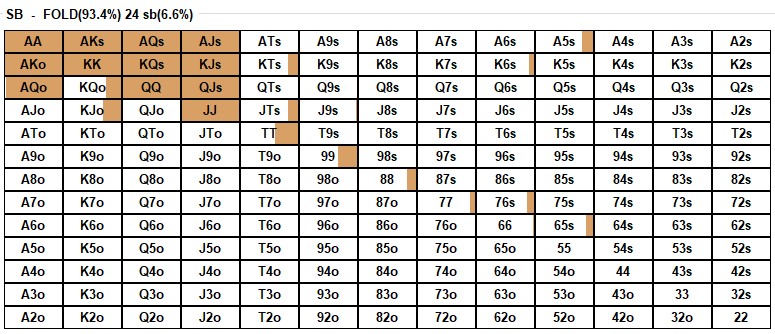 SB - FOLD(93.4%) 24 sb(6.6%)
AA AKs AQs AJs ATs A9s A8s A7s A6s A5s A4s A3s A2s
AKo KK KQs KJs KTs K9s K8s K7s K6s K5s K4s K3s K2s
AQo KQo QQ QJs QTs Q9s Q8s Q7s Q6s Q5s Q4s Q3s Q2s
AJo KJo QJo JJ JTs J9s J8s J7s J6s J5s J4s J3s J2s
ATo KTo QTo JTo TT T9s T8s T7s T6s T5s T4s T3s T2s
A9o K9o Q9o J9o T9o 99 98s 97s 96s 95s 94s 93s 92s
A8o K8o Q8o J8o T8o 98o 88 87s 86s 85s 84s 83s 82s
A7o K7o Q7o J7o T7o 97o 87o 77 76s 75s 74s 73s 72s
A6o K6o Q6o J6o T6o 96o 86o 76o 66 65s 64s 63s 62s
A5o K5o Q5o J5o T5o 95o 85o 75o 65o 55 54s 53s 52s
A4o K4o Q4o J4o T4o 94o 84o 74o 64o 54o 44 43s 42s
A3o K3o Q3o J3o T3o 93o 83o 73o 63o 53o 43o 33 32s
A2o K2o Q2o J2o T2o 92o 82o 72o 62o 52o 42o 32o 22